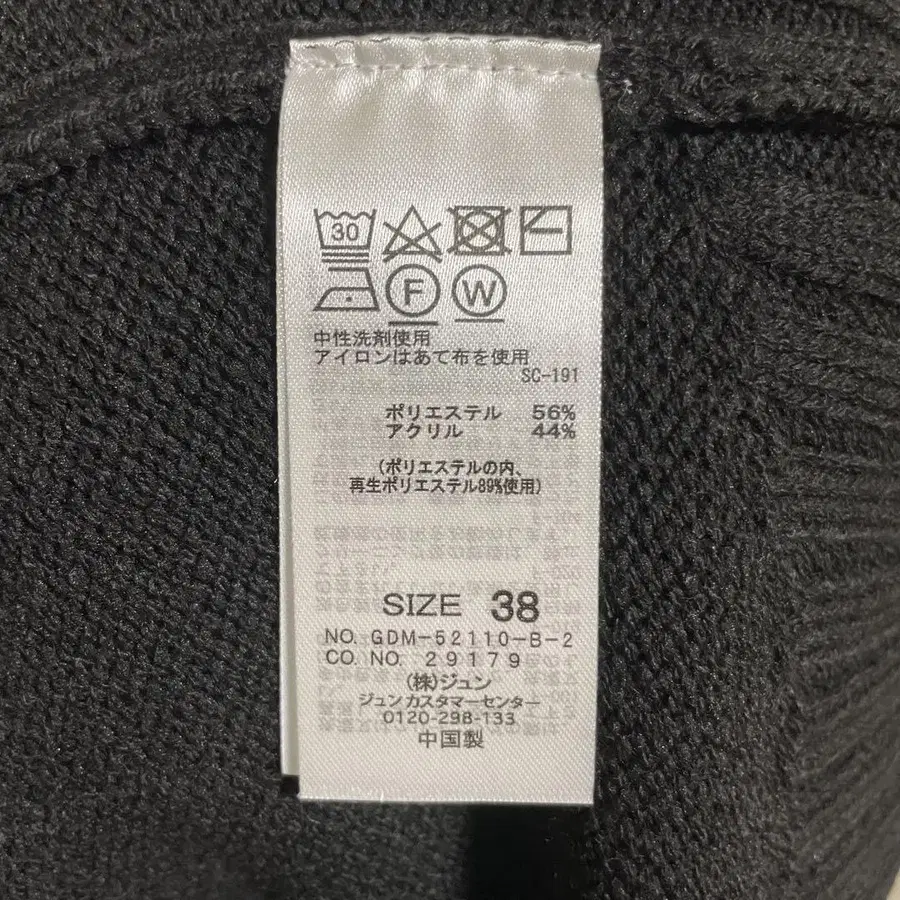 30
F W
中性洗剤使用
アイロンはあて布を使用
SC-191
ポリエステル 56%
アクリル 44%
(ポリエステルの内、
再生ポリエステル89%使用)
SIZE 38
NO. GDM-52110-B-2
CO. NO. 29179
(株)ジュン
ジュンカスタマーセンター
0120-298-133
中国製